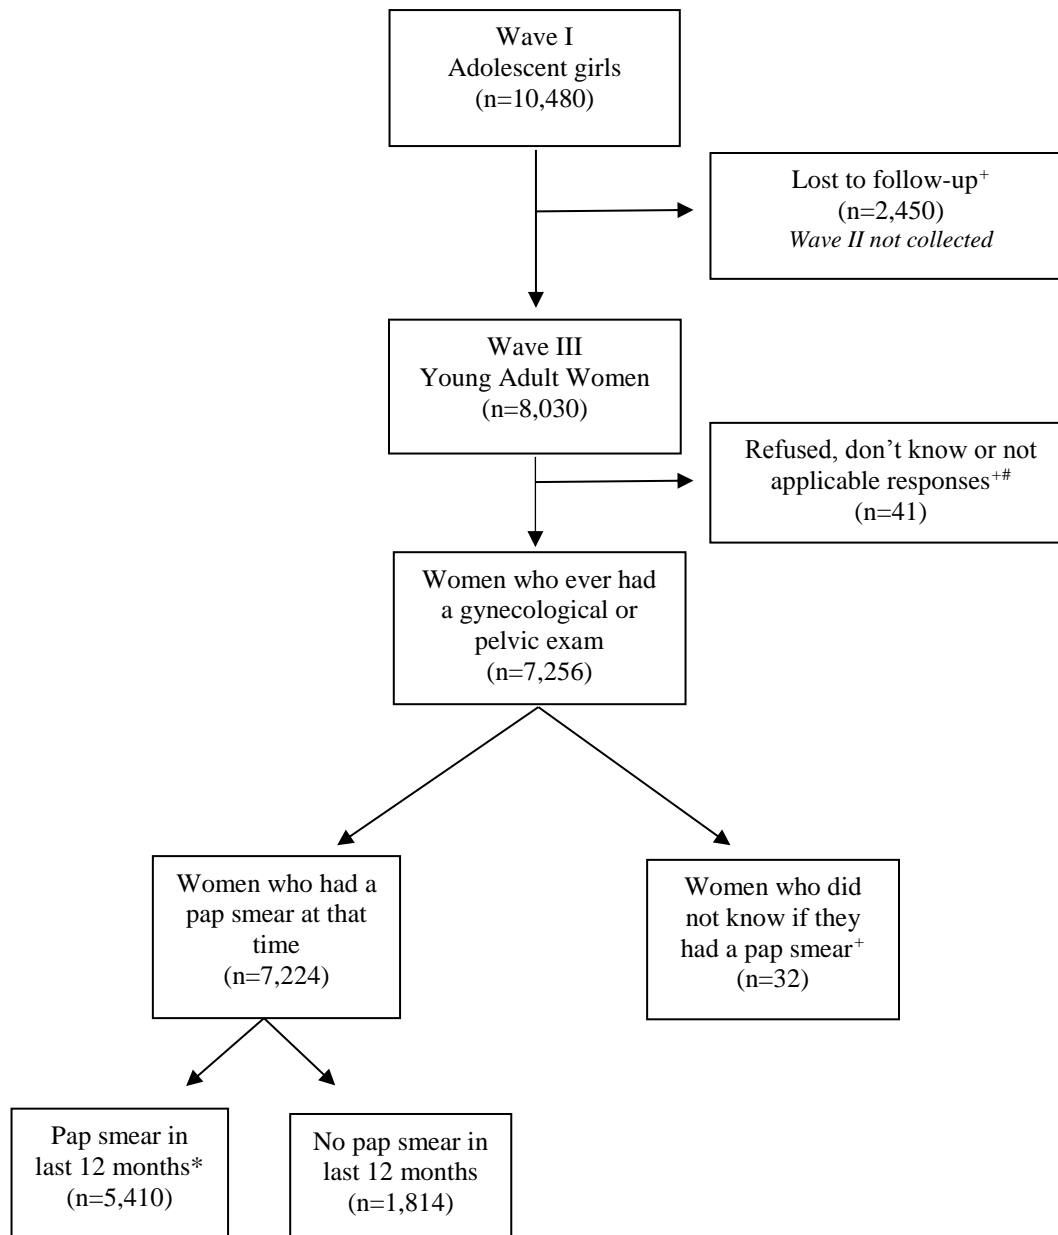 Wave I
Adolescent girls
(n=10,480)
Lost to follow-up⁺
(n=2,450)
Wave II not collected
Wave III
Young Adult Women
(n=8,030)
Refused, don’t know or not
applicable responses⁺#
(n=41)
Women who ever had
a gynecological or
pelvic exam
(n=7,256)
Women who had a
pap smear at that
time
(n=7,224)
Women who did
not know if they
had a pap smear⁺
(n=32)
Pap smear in
last 12 months*
(n=5,410)
No pap smear in
last 12 months
(n=1,814)